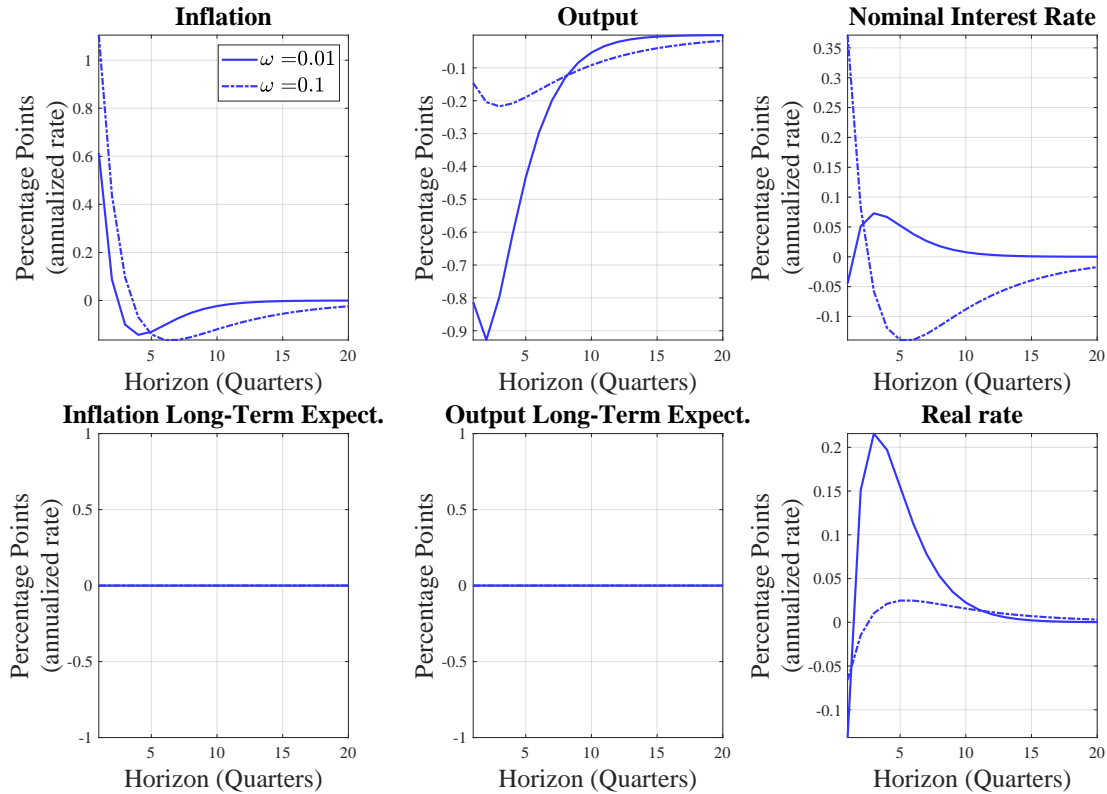 Inflation
Output
Nominal Interest Rate
ω =0.01
ω =0.1
Percentage Points
(annualized rate)
1
0.8
0.6
0.4
0.2
0
5
10
15
20
Horizon (Quarters)
Percentage Points
-0.1
-0.2
-0.3
-0.4
-0.5
-0.6
-0.7
-0.8
-0.9
5
10
15
20
Horizon (Quarters)
Percentage Points
(annualized rate)
0.35
0.3
0.25
0.2
0.15
0.1
0.05
0
-0.05
-0.1
5
10
15
20
Horizon (Quarters)
Inflation Long-Term Expect.
Output Long-Term Expect.
Real rate
Percentage Points
(annualized rate)
1
0.5
0
-0.5
-1
5
10
15
20
Horizon (Quarters)
Percentage Points
1
0.5
0
-0.5
-1
5
10
15
20
Horizon (Quarters)
Percentage Points
(annualized rate)
0.2
0.15
0.1
0.05
0
-0.05
-0.1
5
10
15
20
Horizon (Quarters)